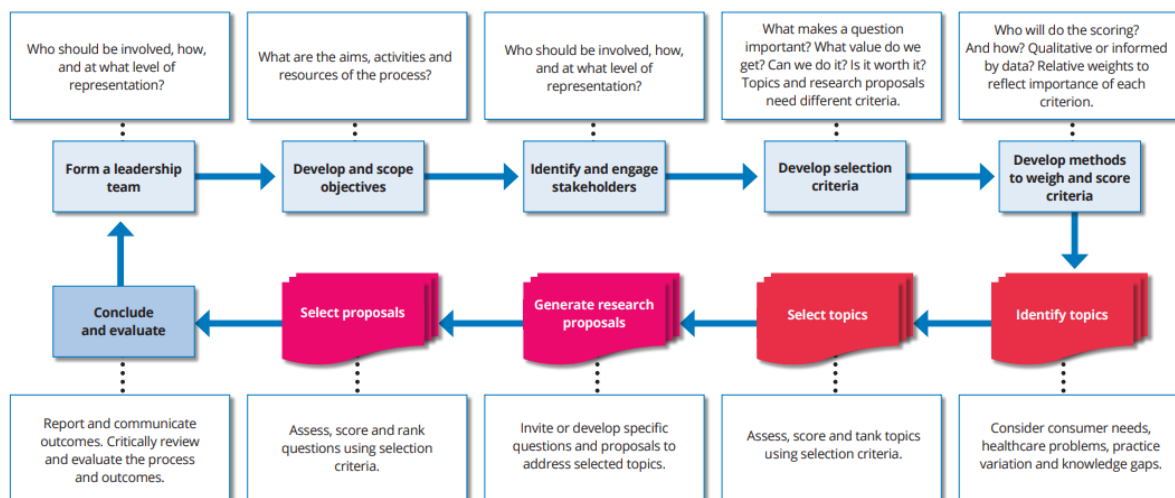 Who should be involved, how,
and at what level of
representation?
What are the aims, activities and
resources of the process?
Who should be involved, how,
and at what level of
representation?
What makes a question
important? What value do we
get? Can we do it? Is it worth it?
Topics and research proposals
need different criteria.
Who will do the scoring?
And how? Qualitative or informed
by data? Relative weights to
reflect importance of each
criterion.
Form a leadership
team
Develop and scope
objectives
Identify and engage
stakeholders
Develop selection
criteria
Develop methods
to weigh and score
criteria
Conclude
and evaluate
Select proposals
Generate research
proposals
Select topics
Identify topics
Report and communicate
outcomes. Critically review
and evaluate the process
and outcomes.
Assess, score and rank
questions using selection
criteria.
Invite or develop specific
questions and proposals to
address selected topics.
Assess, score and tank topics
using selection criteria.
Consider consumer needs,
healthcare problems, practice
variation and knowledge gaps.